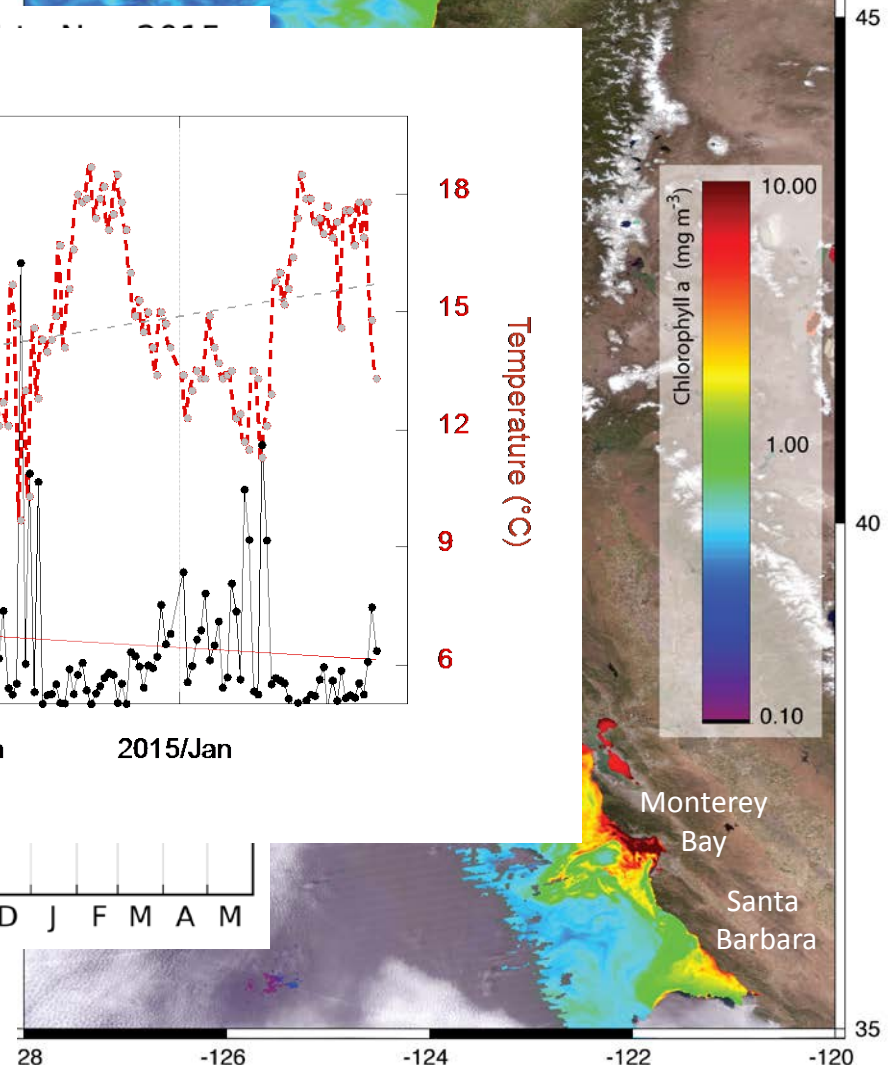 45
18
15
12
9
6
Temperature (°C)
2015/Jan
Chlorophyll a (mg m-3)
10.00
1.00
0.10
40
Monterey
Bay
Santa
Barbara
D J F M A M
35
28 -126 -124 -122 -120